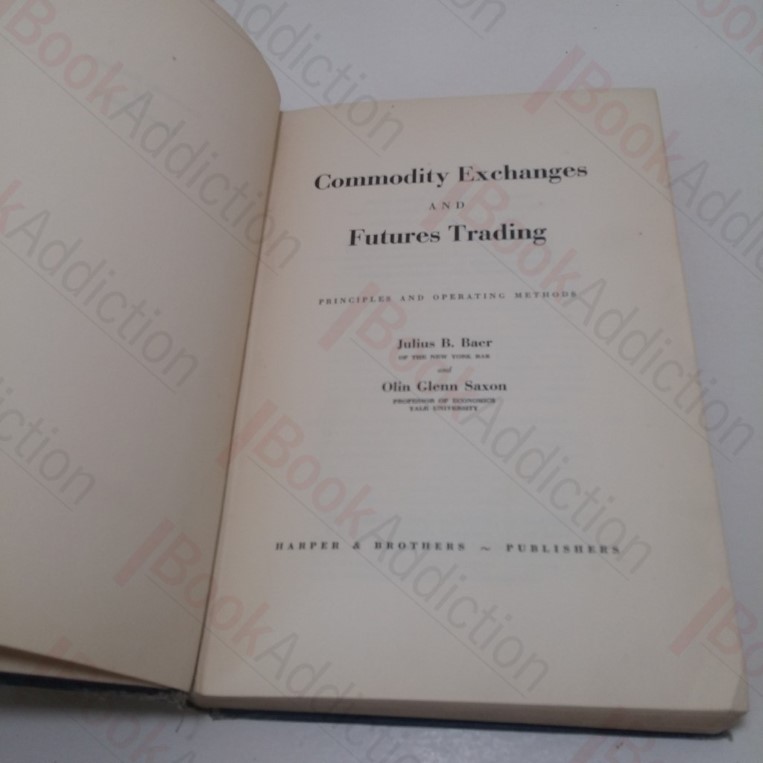 Commodity Exchanges
AND
Futures Trading
PRINCIPLES AND OPERATING METHODS
Julius B. Baer
OF THE NEW YORK BAR
and
Olin Glenn Saxon
PROFESSOR OF ECONOMICS
YALE UNIVERSITY
HARPER & BROTHERS ~ PUBLISHERS
BookAddiction